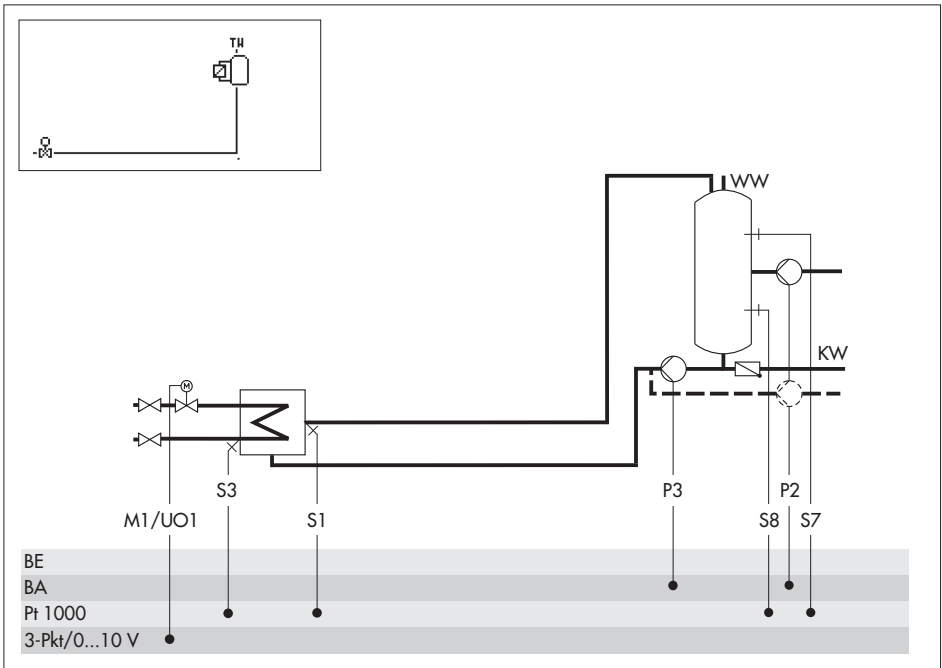 TW
WW
M
KW
S3
P3
P2
M1/UO1
S1
S8
S7
BE
BA
Pt 1000
3-Pkt/0...10 V